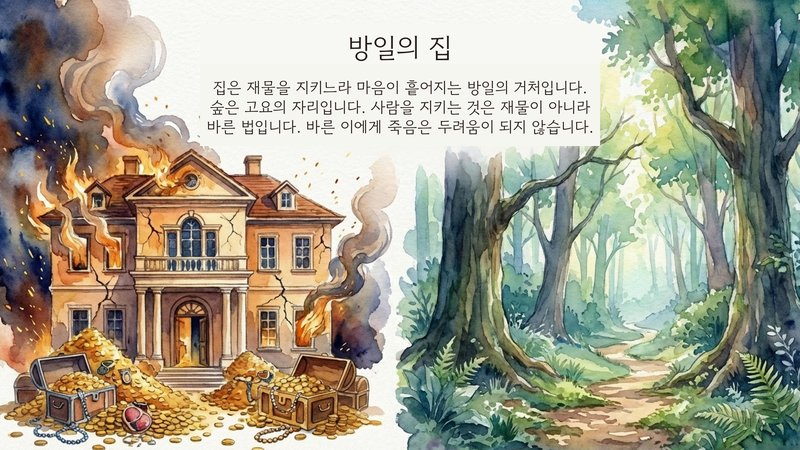 방일의 집
집은 재물을 지키느라 마음이 흩어지는 방일의 거처입니다.
숲은 고요의 자리입니다. 사람을 지키는 것은 재물이 아니라
바른 법입니다. 바른 이에게 죽음은 두려움이 되지 않습니다.